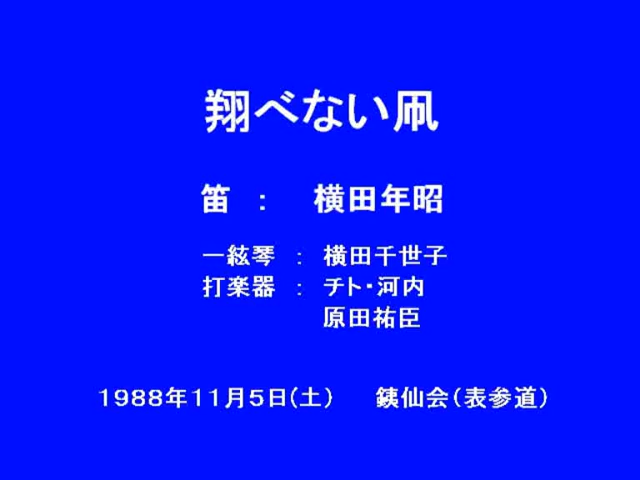 翔べない凧
笛 : 横田年昭
一絃琴 : 横田千世子
打楽器 : チト・河内
原田祐臣
1988年11月5日(土) 銕仙会(表参道)